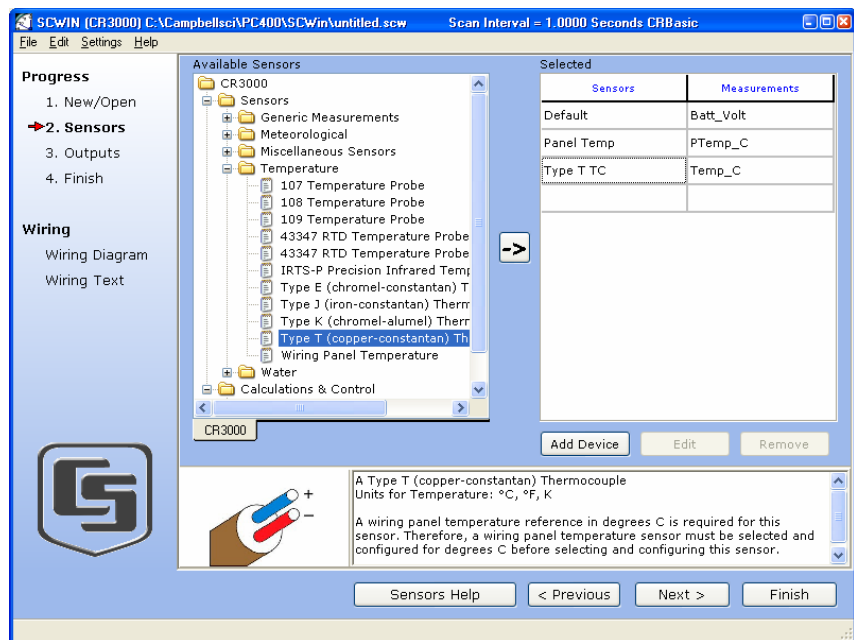 SCWIN (CR3000) C:\Campbellsci\PC400\SCWin\untitled.scw Scan Interval = 1.0000 Seconds CRBasic
File Edit Settings Help
Progress
1. New/Open
2. Sensors
3. Outputs
4. Finish
Wiring
Wiring Diagram
Wiring Text
Available Sensors
CR3000
Sensors
Generic Measurements
Meteorological
Miscellaneous Sensors
Temperature
107 Temperature Probe
108 Temperature Probe
109 Temperature Probe
43347 RTD Temperature Probe
43347 RTD Temperature Probe
IRTS-P Precision Infrared Temp
Type E (chromel-constantan) T
Type J (iron-constantan) Therm
Type K (chromel-alumel) Therr
Type T (copper-constantan) Th
Wiring Panel Temperature
Water
Calculations & Control
CR3000
->
Selected
Sensors Measurements
Default Batt_Volt
Panel Temp PTemp_C
Type T TC Temp_C
Add Device Edit Remove
+
−
A Type T (copper-constantan) Thermocouple
Units for Temperature: °C, °F, K
A wiring panel temperature reference in degrees C is required for this
sensor. Therefore, a wiring panel temperature sensor must be selected and
configured for degrees C before selecting and configuring this sensor.
Sensors Help < Previous Next > Finish